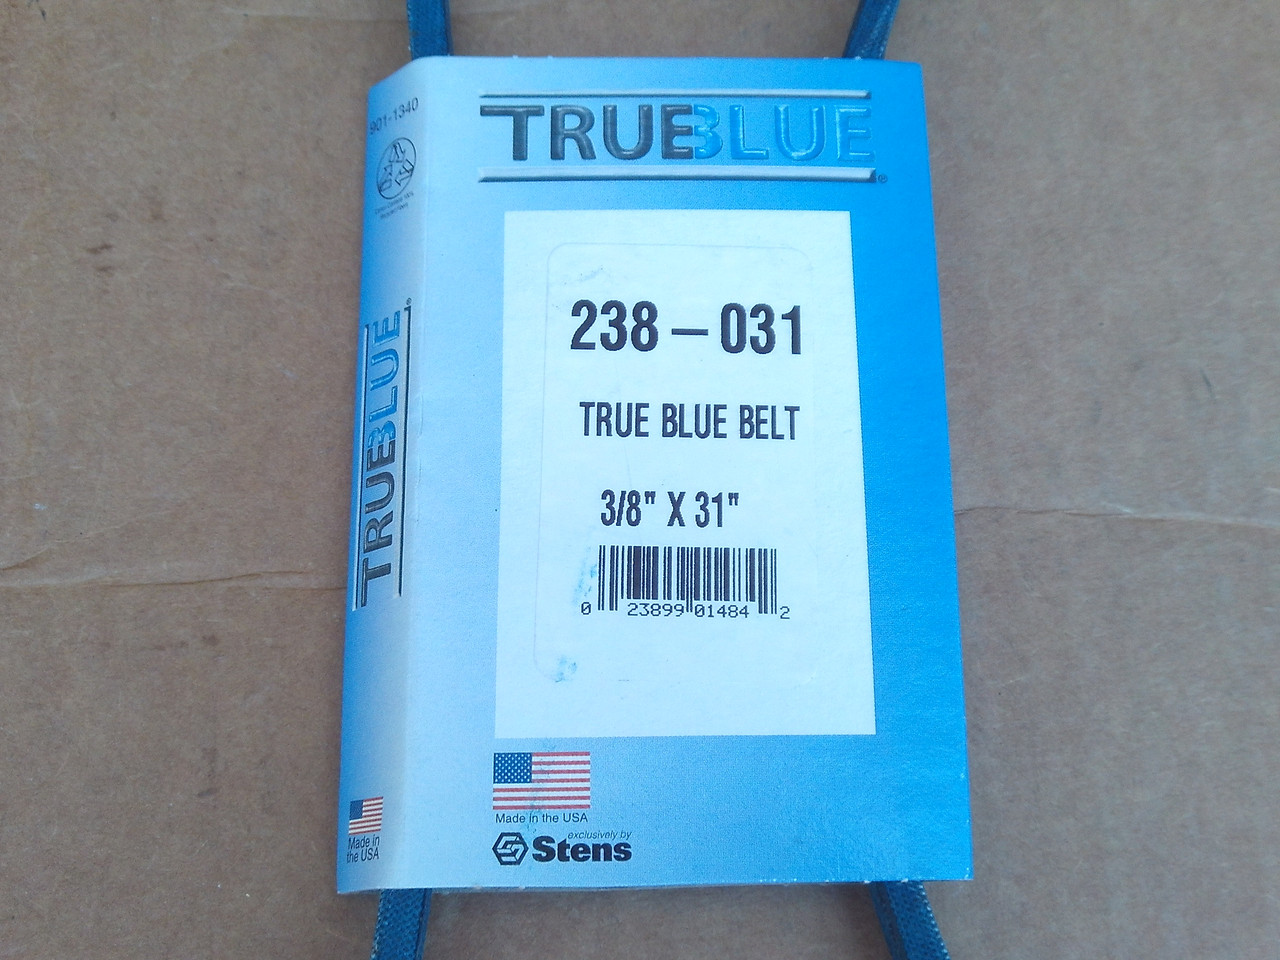 901-1340
TRUEBLUE®
TRUEBLUE®
238-031
TRUE BLUE BELT
3/8" X 31"
0 23899 01484 2
Made in the USA
exclusively by
Stens
Made in
the USA